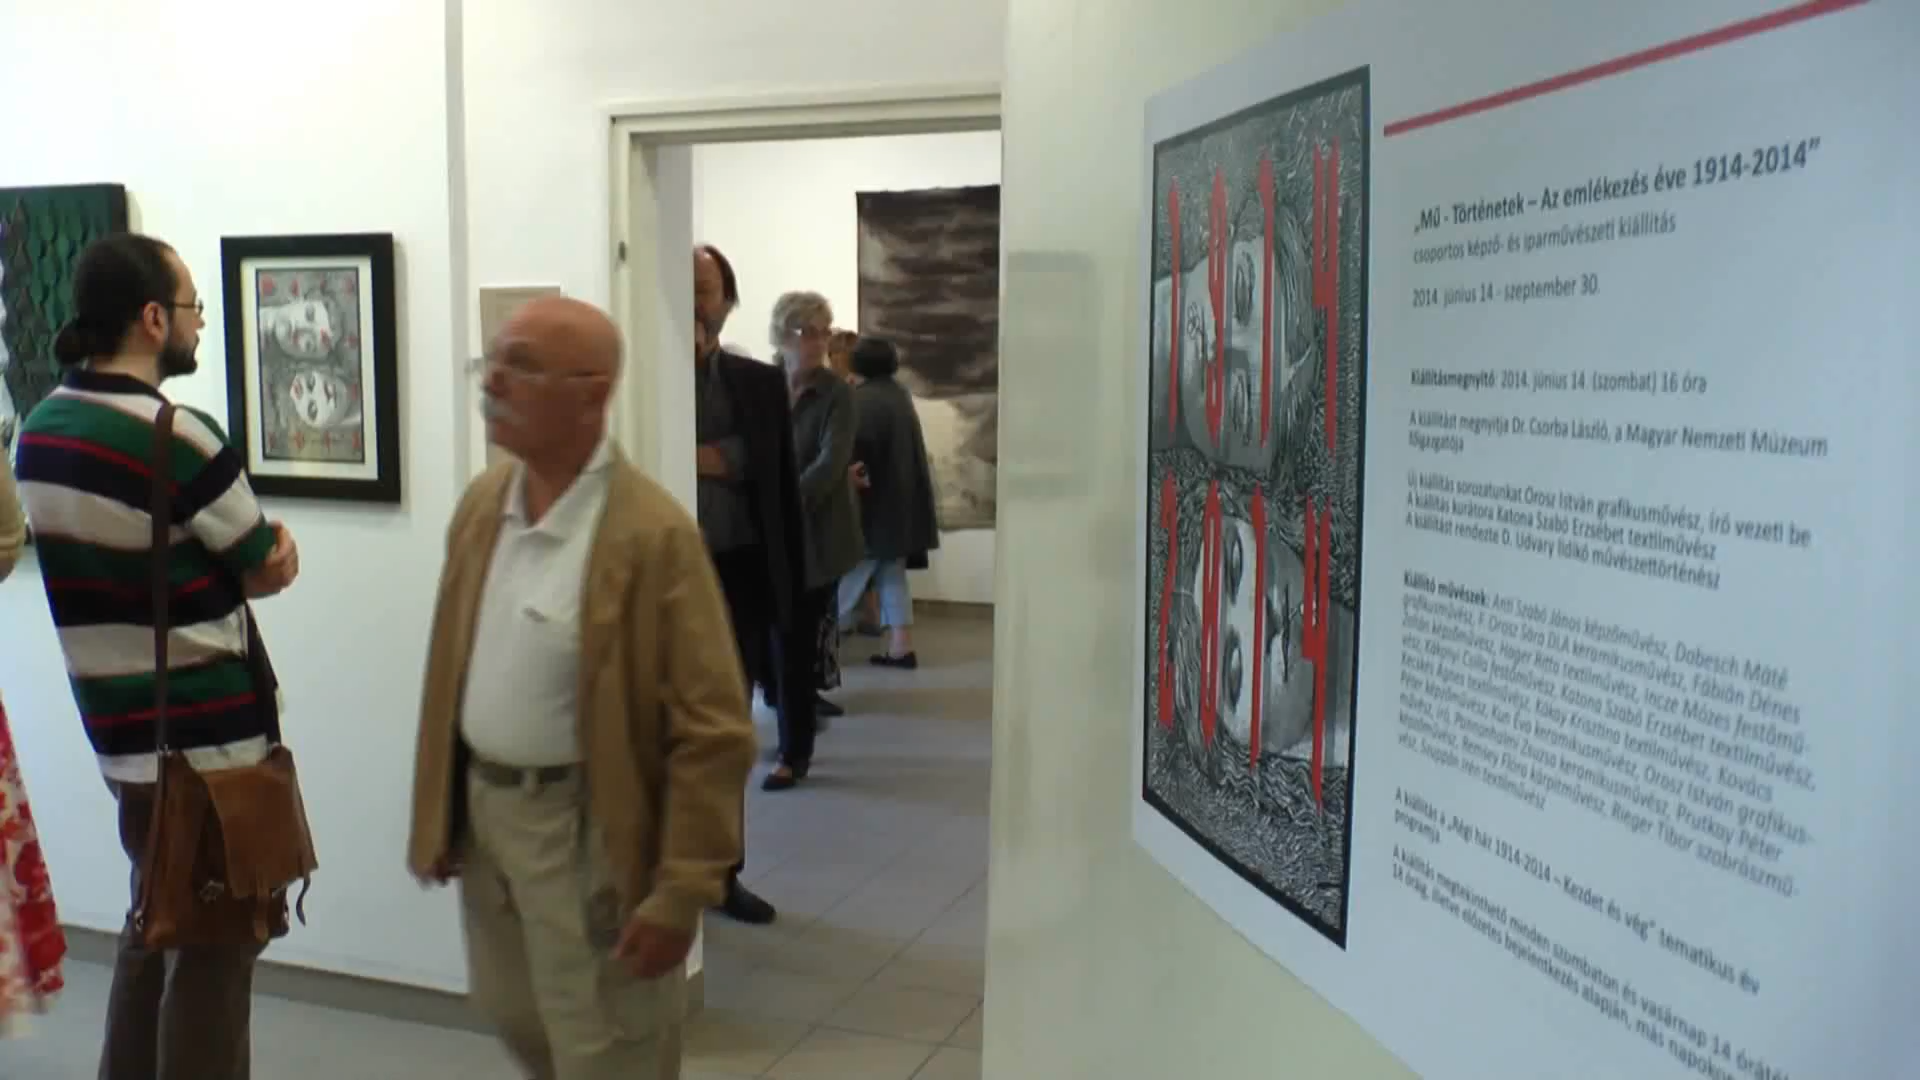 1914
2014
„Mű - Történetek – Az emlékezés éve 1914-2014”
csoportos képző- és iparművészeti kiállítás
2014. június 14 - szeptember 30.
Kiállításmegnyitó: 2014. június 14. (szombat) 16 óra
A kiállítást megnyitja Dr. Csorba László, a Magyar Nemzeti Múzeum
főigazgatója
Új kiállítás sorozatunkat Orosz István grafikusművész, író vezeti be
A kiállítás kurátora Katona Szabó Erzsébet textilművész
A kiállítást rendezte D. Udvary Ildikó művészettörténész
Kiállító művészek: Anti Szabó János képzőművész, Dobesch Máté
grafikusművész, F. Orosz Sára DLA keramikusművész, Fábián Dénes
Zoltán képzőművész, Hager Ritta textilművész, Incze Mózes festőmű-
vész, Kókonyi Csilla festőművész, Katona Szabó Erzsébet textilművész,
Kecskés Ágnes textilművész, Kókay Krisztina textilművész, Kovács
Péter képzőművész, Kun Éva keramikusművész, Orosz István grafikus-
művész, író, Pannonhalmi Zsuzsa keramikusművész, Prutkay Péter
képzőművész, Remsey Flóra kárpitművész, Rieger Tibor szobrászmű-
vész, Szuppán Irén textilművész
A kiállítás a „Régi ház 1914-2014 – Kezdet és vég” tematikus év
programja
A kiállítás megtekinthető minden szombaton és vasárnap 14 órától
18 óráig, illetve előzetes bejelentkezés alapján, más napokon